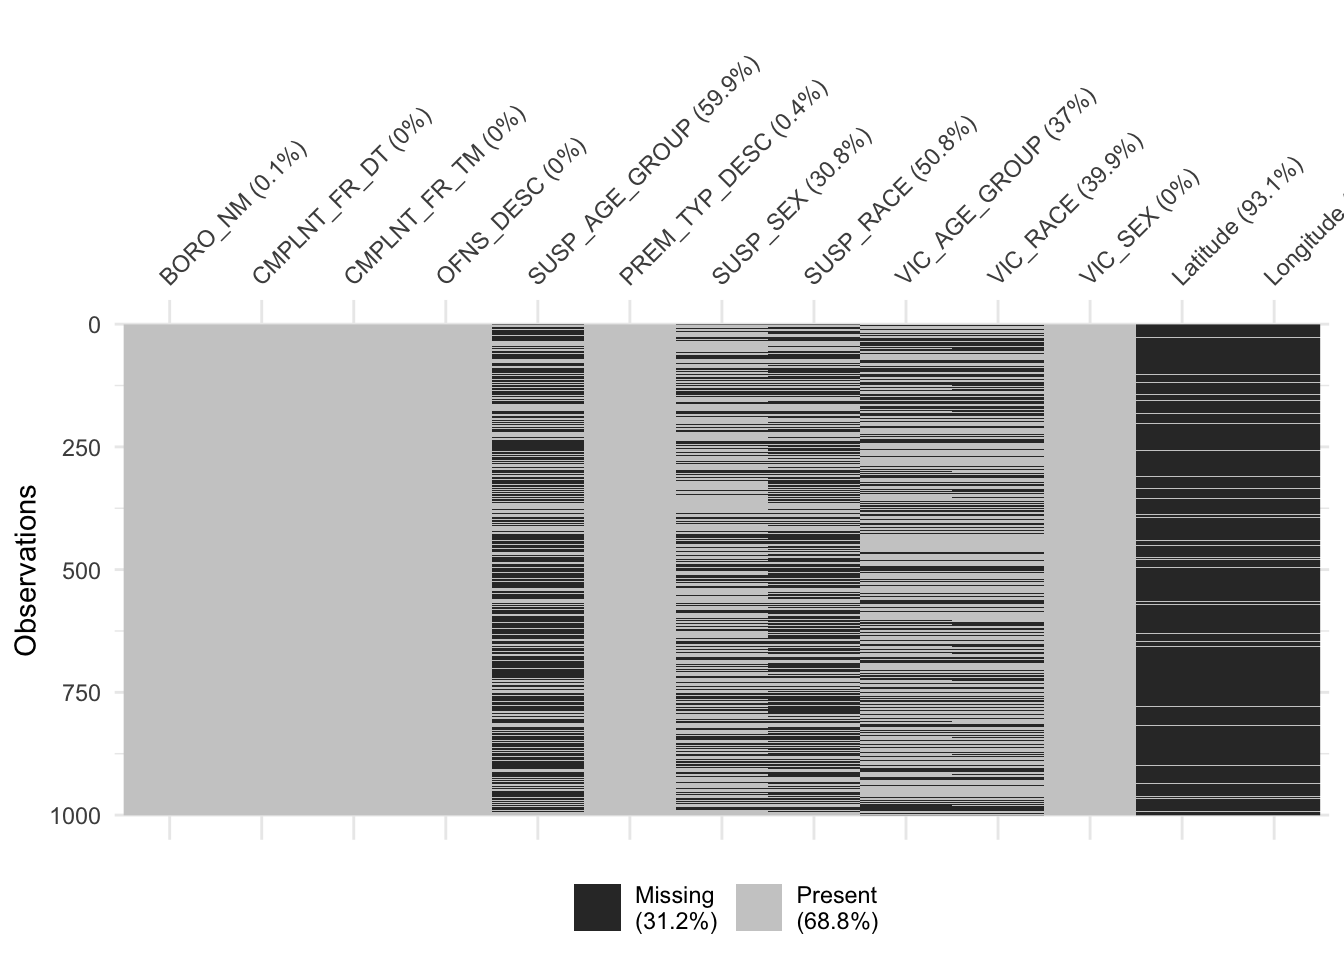 BORO_NM (0.1%)
CMPLNT_FR_DT (0%)
CMPLNT_FR_TM (0%)
OFNS_DESC (0%)
SUSP_AGE_GROUP (59.9%)
PREM_TYP_DESC (0.4%)
SUSP_SEX (30.8%)
SUSP_RACE (50.8%)
VIC_AGE_GROUP (37%)
VIC_RACE (39.9%)
VIC_SEX (0%)
Latitude (93.1%)
Longitude
0
250
500
750
1000
Observations
Missing
(31.2%)
Present
(68.8%)